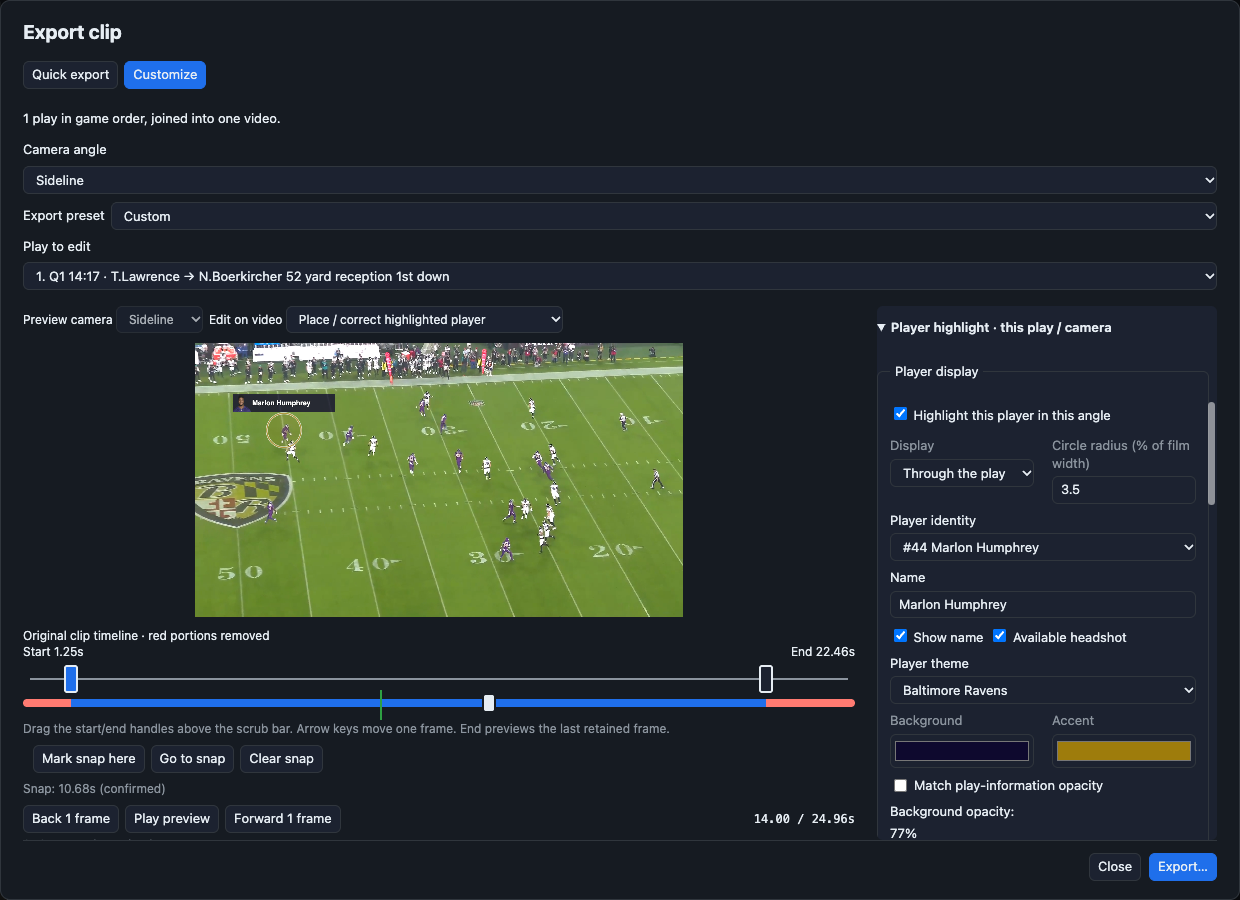 Export clip
Quick export
Customize
1 play in game order, joined into one video.
Camera angle
Sideline
Export preset
Custom
Play to edit
1. Q1 14:17 · T.Lawrence → N.Boerkircher 52 yard reception 1st down
Preview camera
Sideline
Edit on video
Place / correct highlighted player
Marlon Humphrey
RAVENS
50
40
30
20
Original clip timeline · red portions removed
Start 1.25s
End 22.46s
Drag the start/end handles above the scrub bar. Arrow keys move one frame. End previews the last retained frame.
Mark snap here
Go to snap
Clear snap
Snap: 10.68s (confirmed)
Back 1 frame
Play preview
Forward 1 frame
14.00 / 24.96s
▼ Player highlight · this play / camera
Player display
Highlight this player in this angle
Display
Circle radius (% of film
width)
Through the play
3.5
Player identity
#44 Marlon Humphrey
Name
Marlon Humphrey
Show name
Available headshot
Player theme
Baltimore Ravens
Background
Accent
Match play-information opacity
Background opacity:
77%
Close
Export...